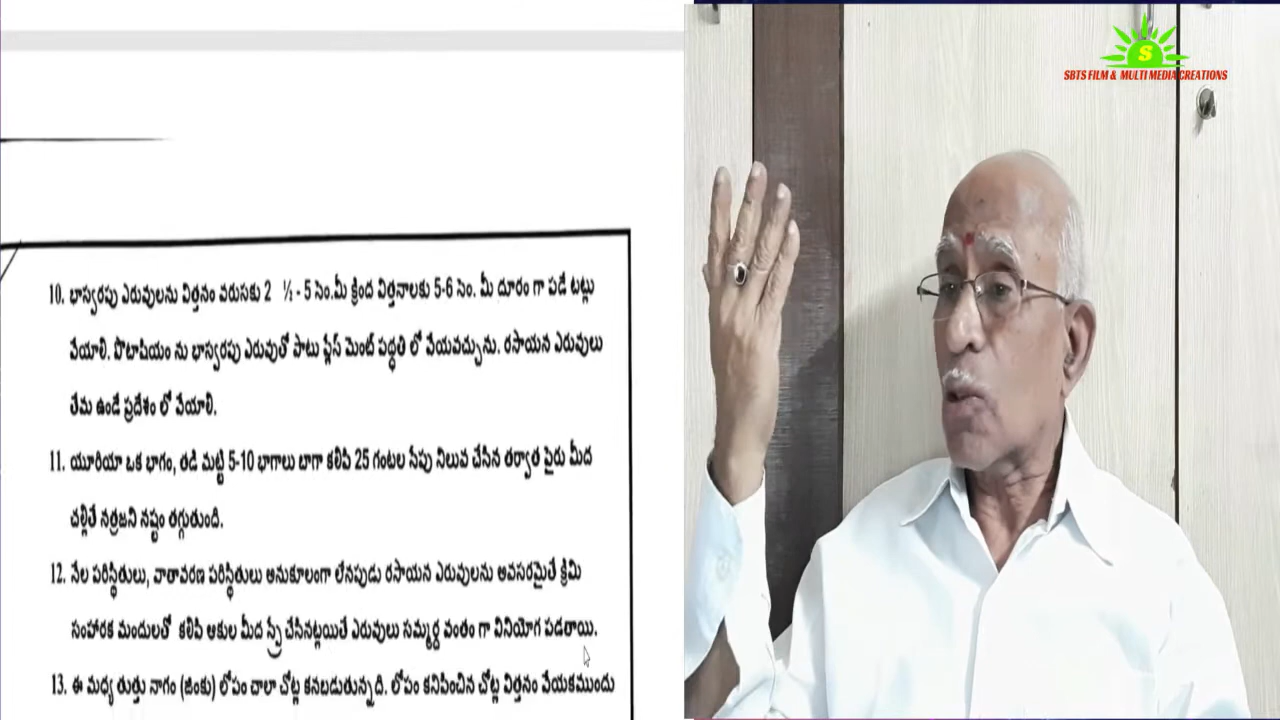 S
SBTS FILM & MULTI MEDIA CREATIONS
10. భాస్వరపు ఎరువులను విత్తనం వరుసకు 2 ½ - 5 సెం.మీ క్రింద విత్తనాలకు 5-6 సెం. మీ దూరం గా పడే టట్లు
వేయాలి. పొటాషియం ను భాస్వరపు ఎరువుతో పాటు ప్లేస్ మెంట్ పద్ధతి లో వేయవచ్చును. రసాయన ఎరువులు
తేమ ఉండే ప్రదేశం లో వేయాలి.
11. యూరియా ఒక భాగం, తడి మట్టి 5-10 భాగాలు బాగా కలిపి 25 గంటల సేపు నిలువ చేసిన తర్వాత పైరు మీద
చల్లితే నత్రజని నష్టం తగ్గుతుంది.
12. నేల పరిస్థితులు, వాతావరణ పరిస్థితులు అనుకూలంగా లేనపుడు రసాయన ఎరువులను అవసరమైతే క్రిమి
సంహారక మందులతో కలిపి ఆకుల మీద స్ప్రే చేసినట్లయితే ఎరువులు సమ్మర్ధ వంతం గా వినియోగ పడతాయి.
13. ఈ మధ్య తుత్తు నాగం (జింకు) లోపం చాలా చోట్ల కనబడుతున్నది. లోపం కనిపించిన చోట్ల విత్తనం వేయకముందు